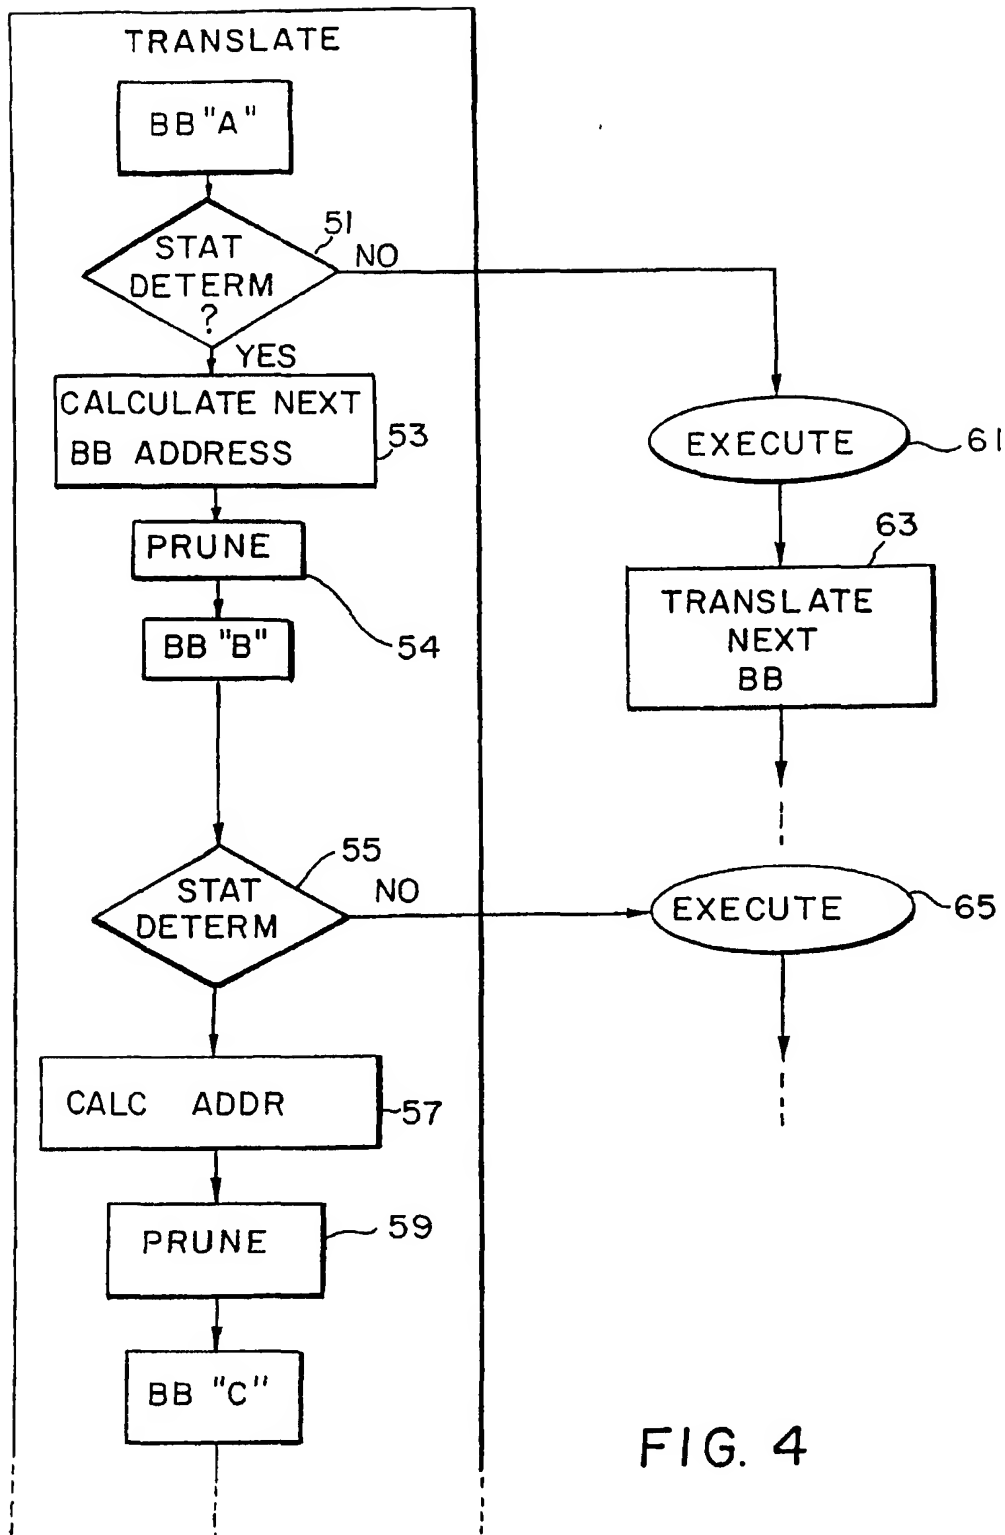 TRANSLATE
BB "A"
51
STAT
DETERM
?
NO
YES
CALCULATE NEXT
BB ADDRESS
53
EXECUTE
61
PRUNE
54
63
TRANSLATE
NEXT
BB
BB "B"
55
STAT
DETERM
NO
EXECUTE
65
CALC ADDR
57
PRUNE
59
BB "C"
FIG. 4